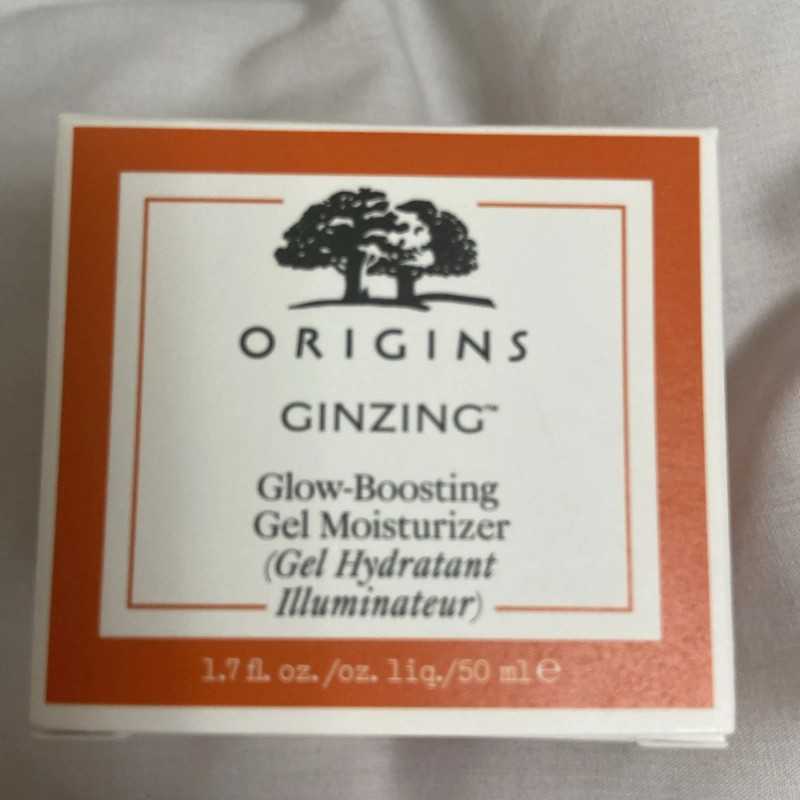 ORIGINS
GINZING™
Glow-Boosting
Gel Moisturizer
(Gel Hydratant
Illuminateur)
1.7 fl. oz./oz. liq./50 ml ℮